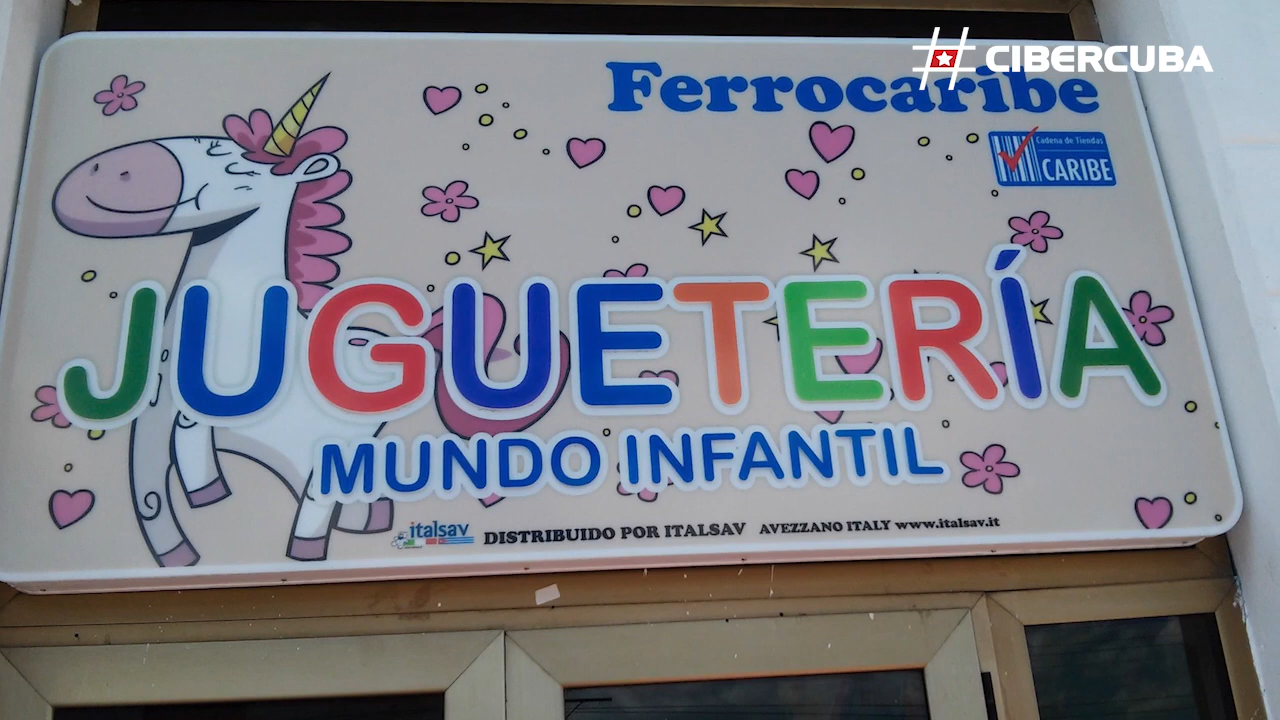 #CIBERCUBA
Ferrocaribe
Cadena de Tiendas
CARIBE
JUGUETERÍA
MUNDO INFANTIL
italsav DISTRIBUIDO POR ITALSAV AVEZZANO ITALY www.italsav.it